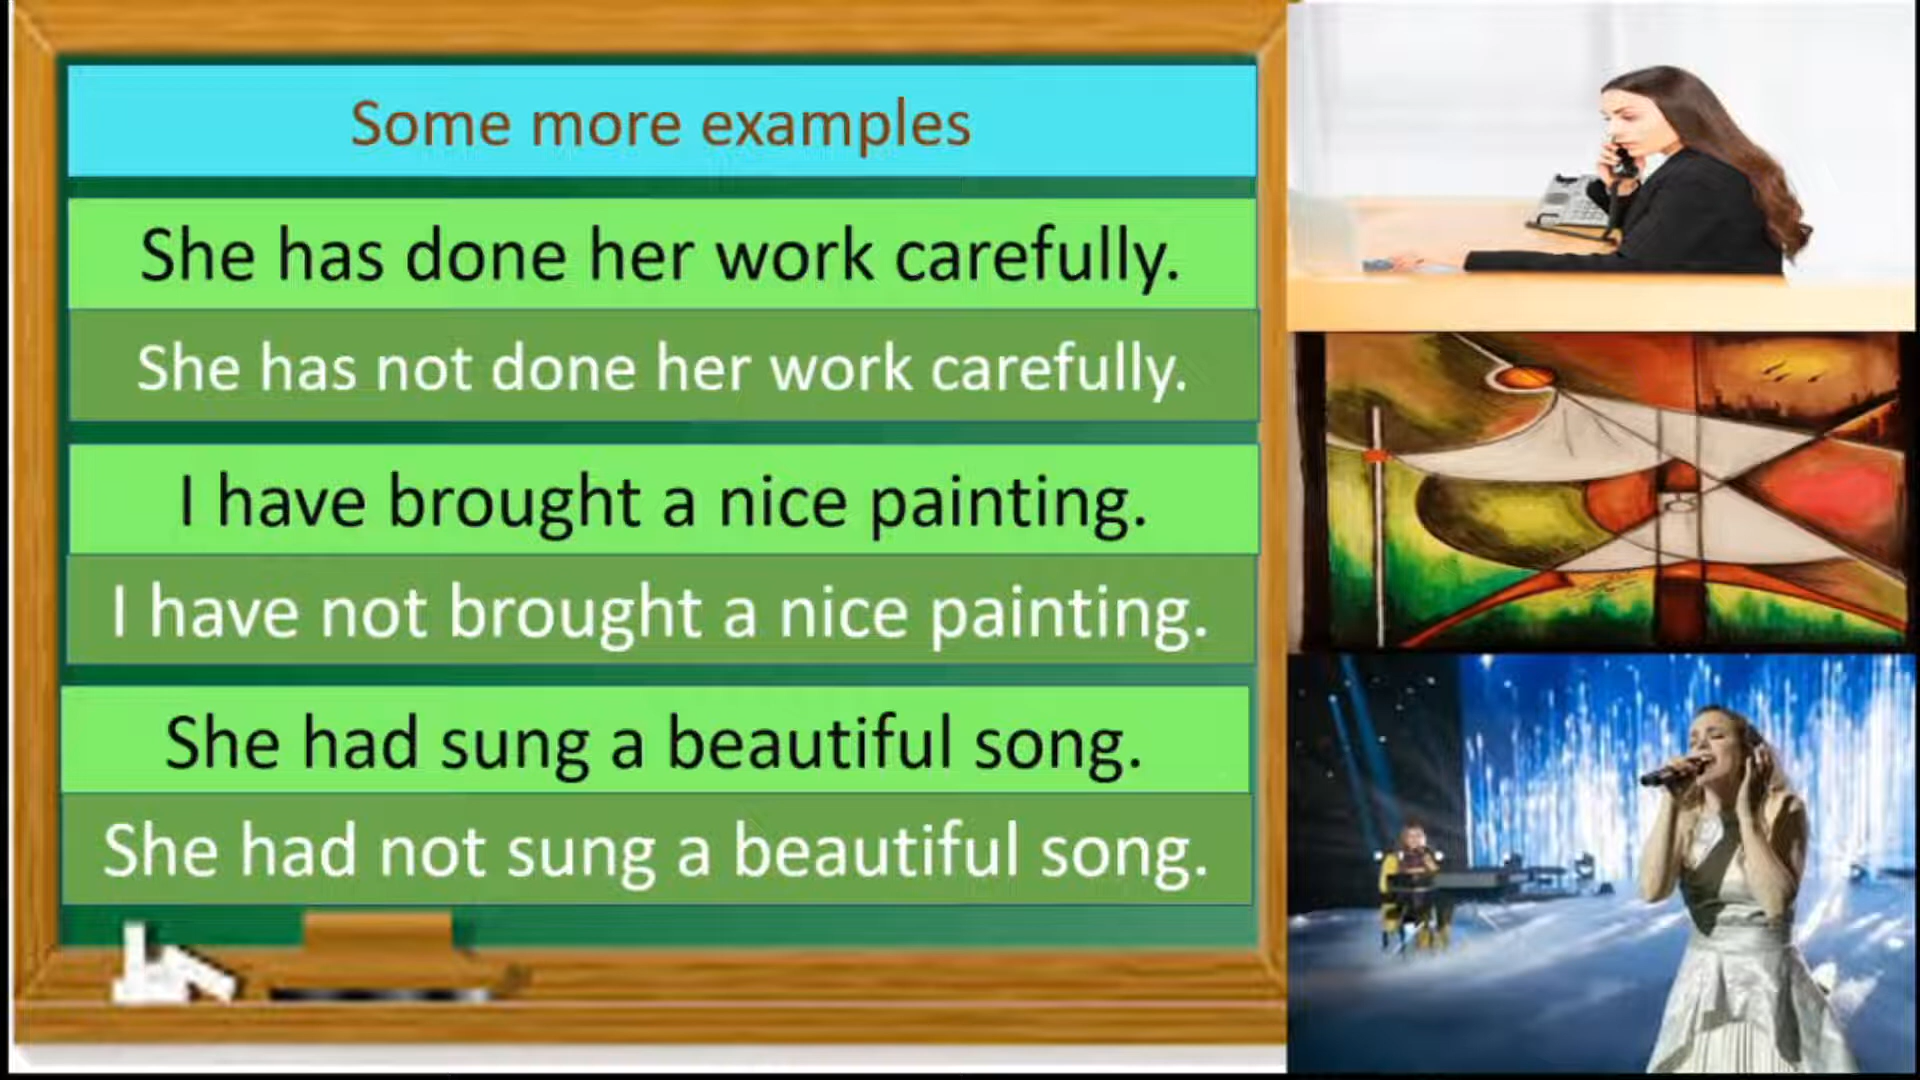 Some more examples
She has done her work carefully.
She has not done her work carefully.
I have brought a nice painting.
I have not brought a nice painting.
She had sung a beautiful song.
She had not sung a beautiful song.